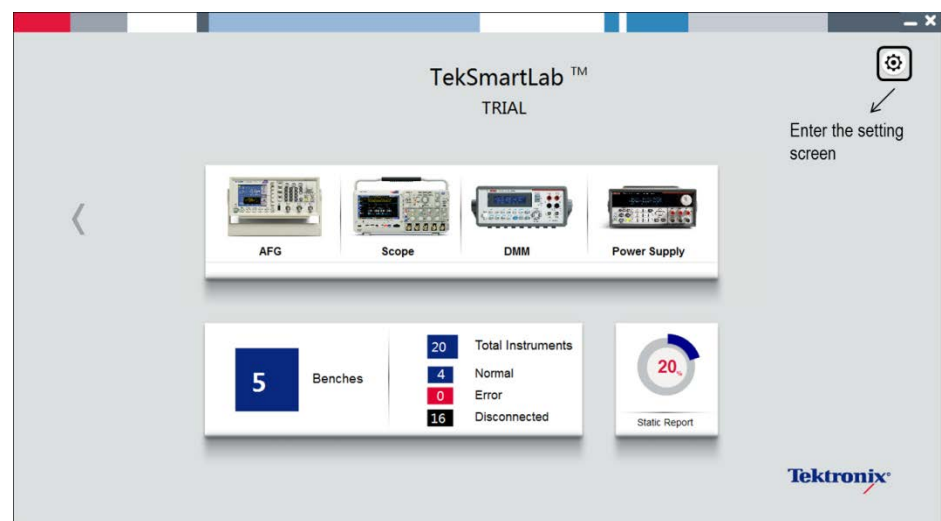 TekSmartLab ™
TRIAL
Enter the setting
screen
AFG
Scope
DMM
Power Supply
5
Benches
20 Total Instruments
4 Normal
0 Error
16 Disconnected
20%
Static Report
Tektronix®